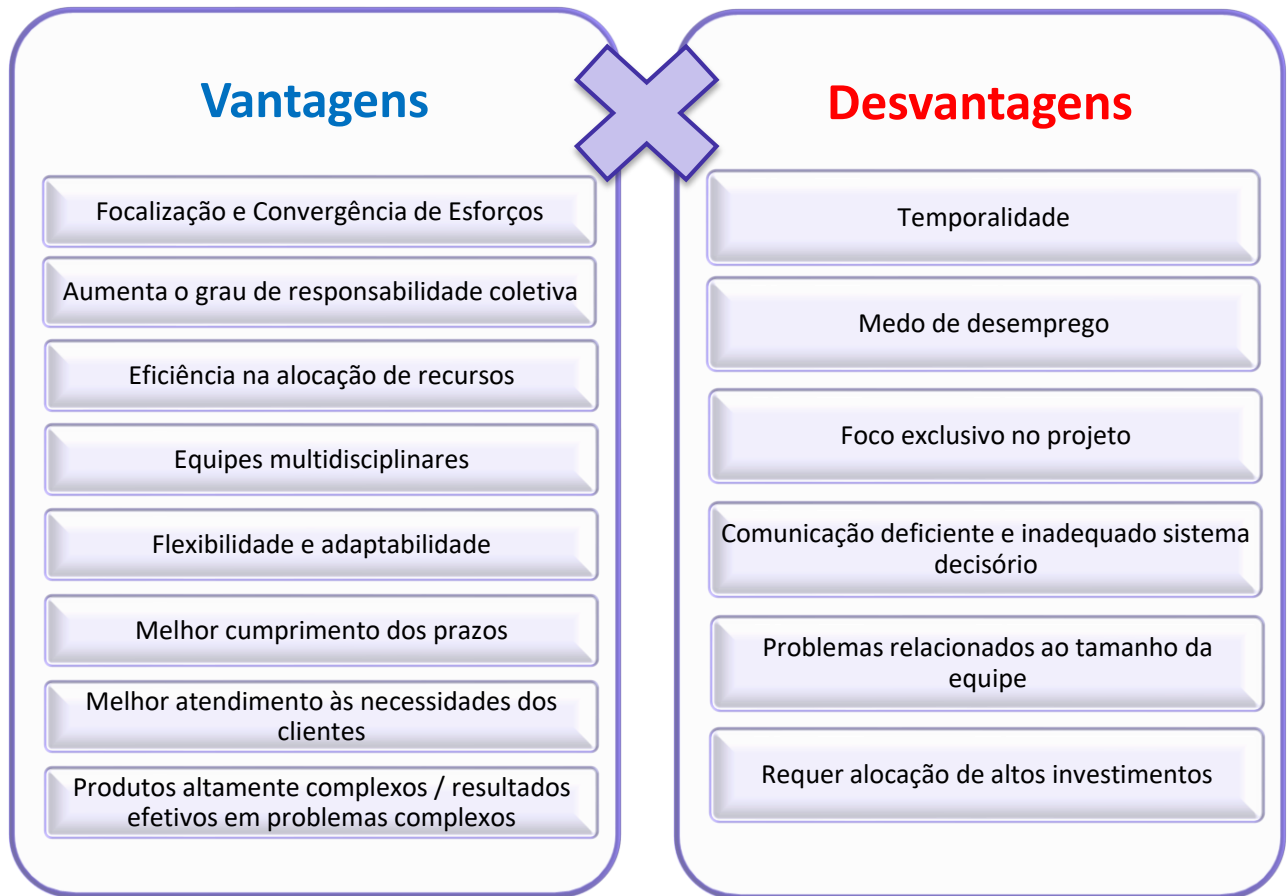 Vantagens
Focalização e Convergência de Esforços
Aumenta o grau de responsabilidade coletiva
Eficiência na alocação de recursos
Equipes multidisciplinares
Flexibilidade e adaptabilidade
Melhor cumprimento dos prazos
Melhor atendimento às necessidades dos
clientes
Produtos altamente complexos / resultados
efetivos em problemas complexos
Desvantagens
Temporalidade
Medo de desemprego
Foco exclusivo no projeto
Comunicação deficiente e inadequado sistema
decisório
Problemas relacionados ao tamanho da
equipe
Requer alocação de altos investimentos